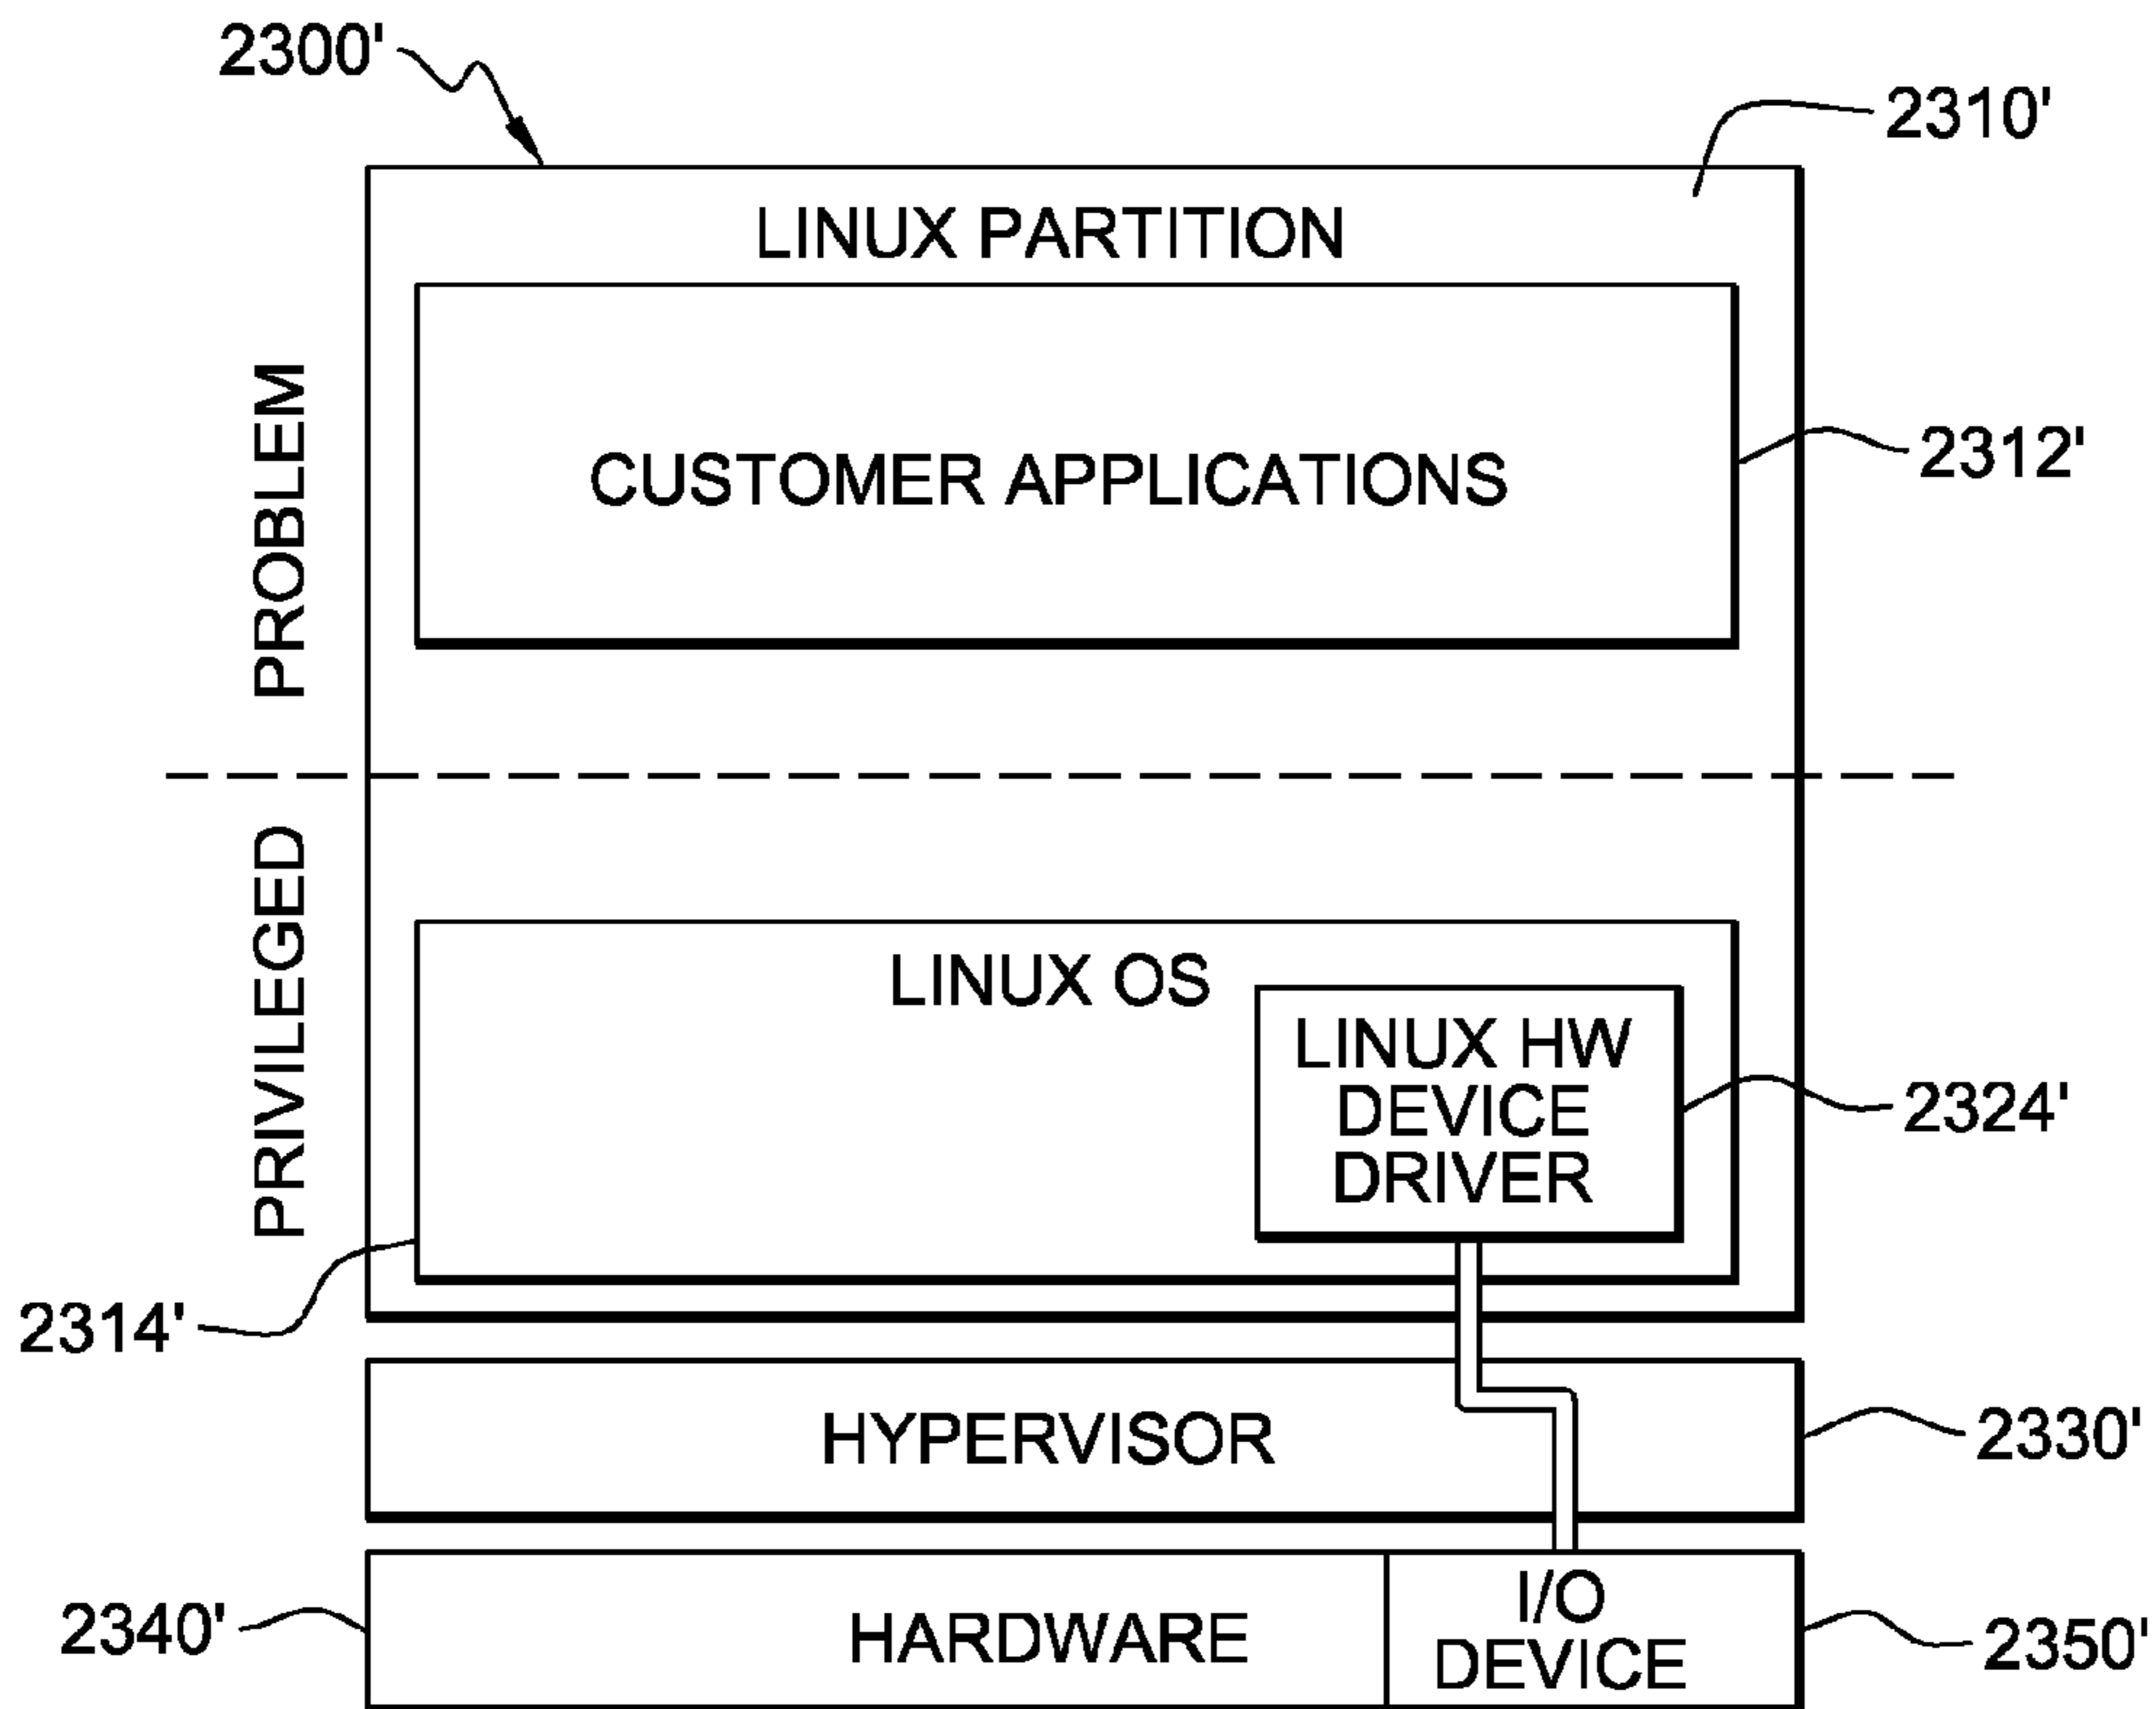 2300'
2310'
LINUX PARTITION
PROBLEM
CUSTOMER APPLICATIONS
2312'
PRIVILEGED
LINUX OS
LINUX HW
DEVICE
DRIVER
2324'
2314'
HYPERVISOR
2330'
2340'
HARDWARE
I/O
DEVICE
2350'